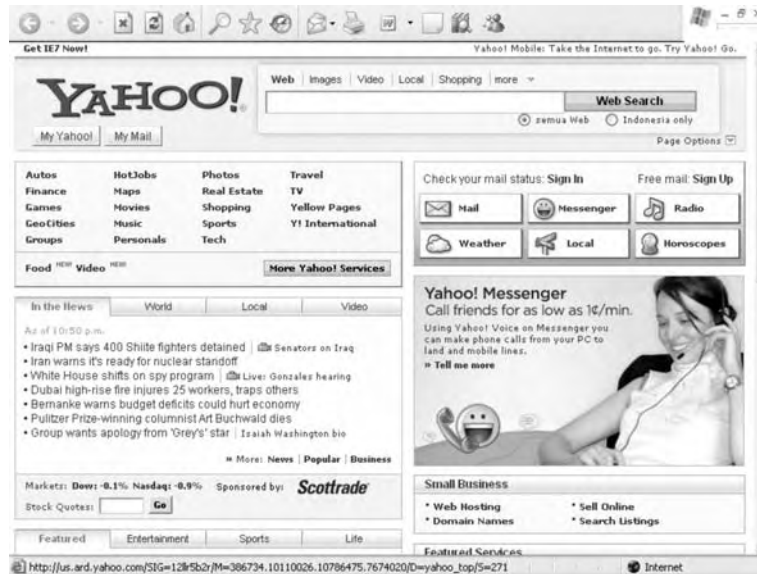 Get IE7 Now!
Yahoo! Mobile: Take the Internet to go. Try Yahoo! Go.
YAHOO!
Web | Images | Video | Local | Shopping | more
Web Search
semua Web Indonesia only
My Yahoo! My Mail
Page Options
Autos HotJobs Photos Travel
Finance Maps Real Estate TV
Games Movies Shopping Yellow Pages
GeoCities Music Sports Y! International
Groups Personals Tech
Food NEW! Video NEW!
More Yahoo! Services
Check your mail status: Sign In Free mail: Sign Up
Mail Messenger Radio
Weather Local Horoscopes
In the News World Local Video
As of 10:50 p.m.
• Iraqi PM says 400 Shiite fighters detained | Senators on Iraq
• Iran warns it's ready for nuclear standoff
• White House shifts on spy program | Live: Gonzales hearing
• Dubai high-rise fire injures 25 workers, traps others
• Bernanke warns budget deficits could hurt economy
• Pulitzer Prize-winning columnist Art Buchwald dies
• Group wants apology from 'Grey's' star | Isaiah Washington bio
» More: News | Popular | Business
Markets: Dow: -0.1% Nasdaq: -0.9% Sponsored by: Scottrade
Stock Quotes: Go
Featured Entertainment Sports Life
Yahoo! Messenger
Call friends for as low as 1¢/min.
Using Yahoo! Voice on Messenger you
can make phone calls from your PC to
land and mobile lines.
» Tell me more
Small Business
• Web Hosting • Sell Online
• Domain Names • Search Listings
Featured Services
http://us.ard.yahoo.com/SIG=12llr5b2r/M=386734.10110026.10786475.7674020/D=yahoo_top/S=271
Internet